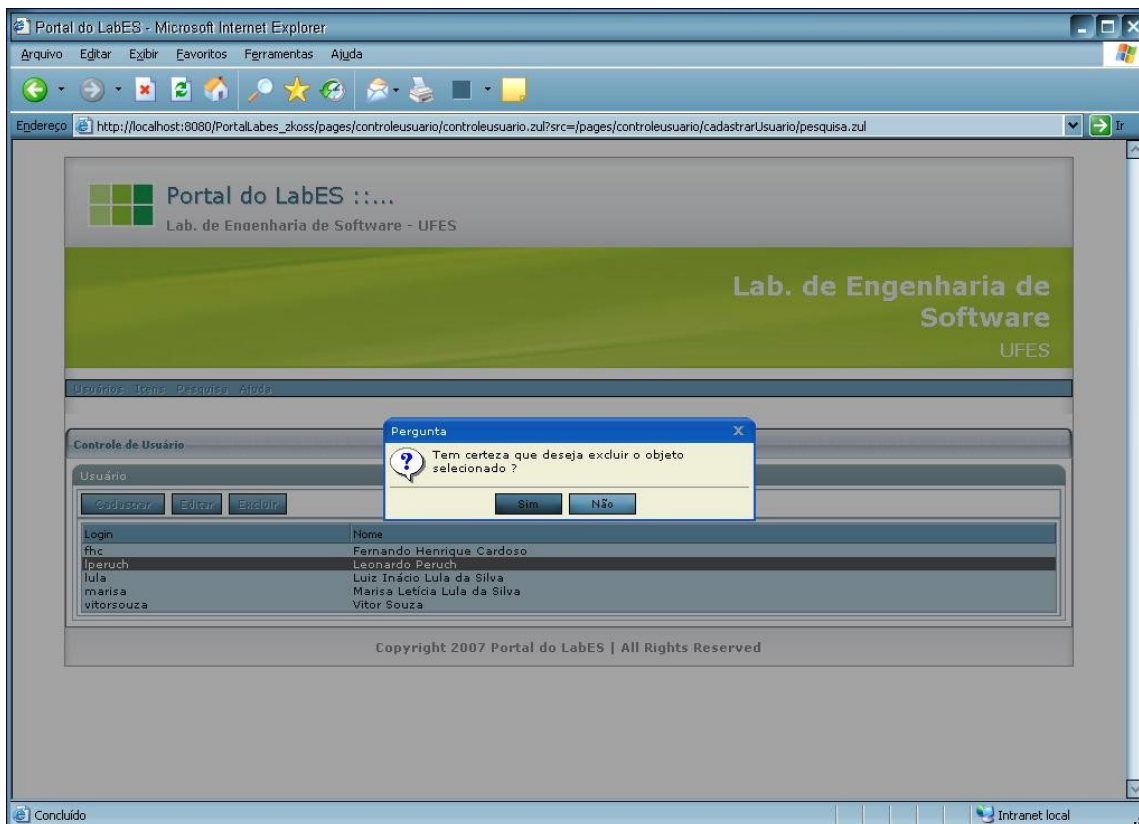 Portal do LabES - Microsoft Internet Explorer
Arquivo Editar Exibir Favoritos Ferramentas Ajuda
Endereço http://localhost:8080/PortalLabes_zkoss/pages/controleusuario/controleusuario.zul?src=/pages/controleusuario/cadastrarUsuario/pesquisa.zul Ir
Portal do LabES ::...
Lab. de Engenharia de Software - UFES
Lab. de Engenharia de
Software
UFES
Usuários Itens Pesquisa Ajuda
Controle de Usuário
Usuário
Cadastrar Editar Excluir
Pergunta X
Tem certeza que deseja excluir o objeto
selecionado ?
Sim Não
Login Nome
fhc Fernando Henrique Cardoso
lperuch Leonardo Peruch
lula Luiz Inácio Lula da Silva
marisa Marisa Letícia Lula da Silva
vitorsouza Vitor Souza
Copyright 2007 Portal do LabES | All Rights Reserved
Concluído Intranet local